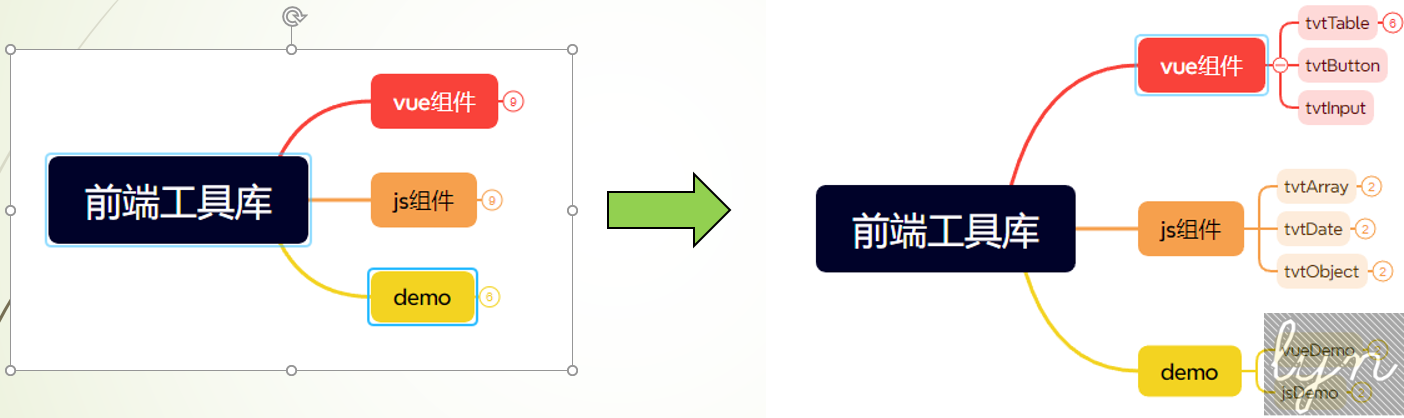 前端工具库
vue组件
9
js组件
9
demo
6
前端工具库
vue组件
tvtTable
6
tvtButton
tvtInput
js组件
tvtArray
2
tvtDate
2
tvtObject
2
demo
vueDemo
jsDemo
2
lyn